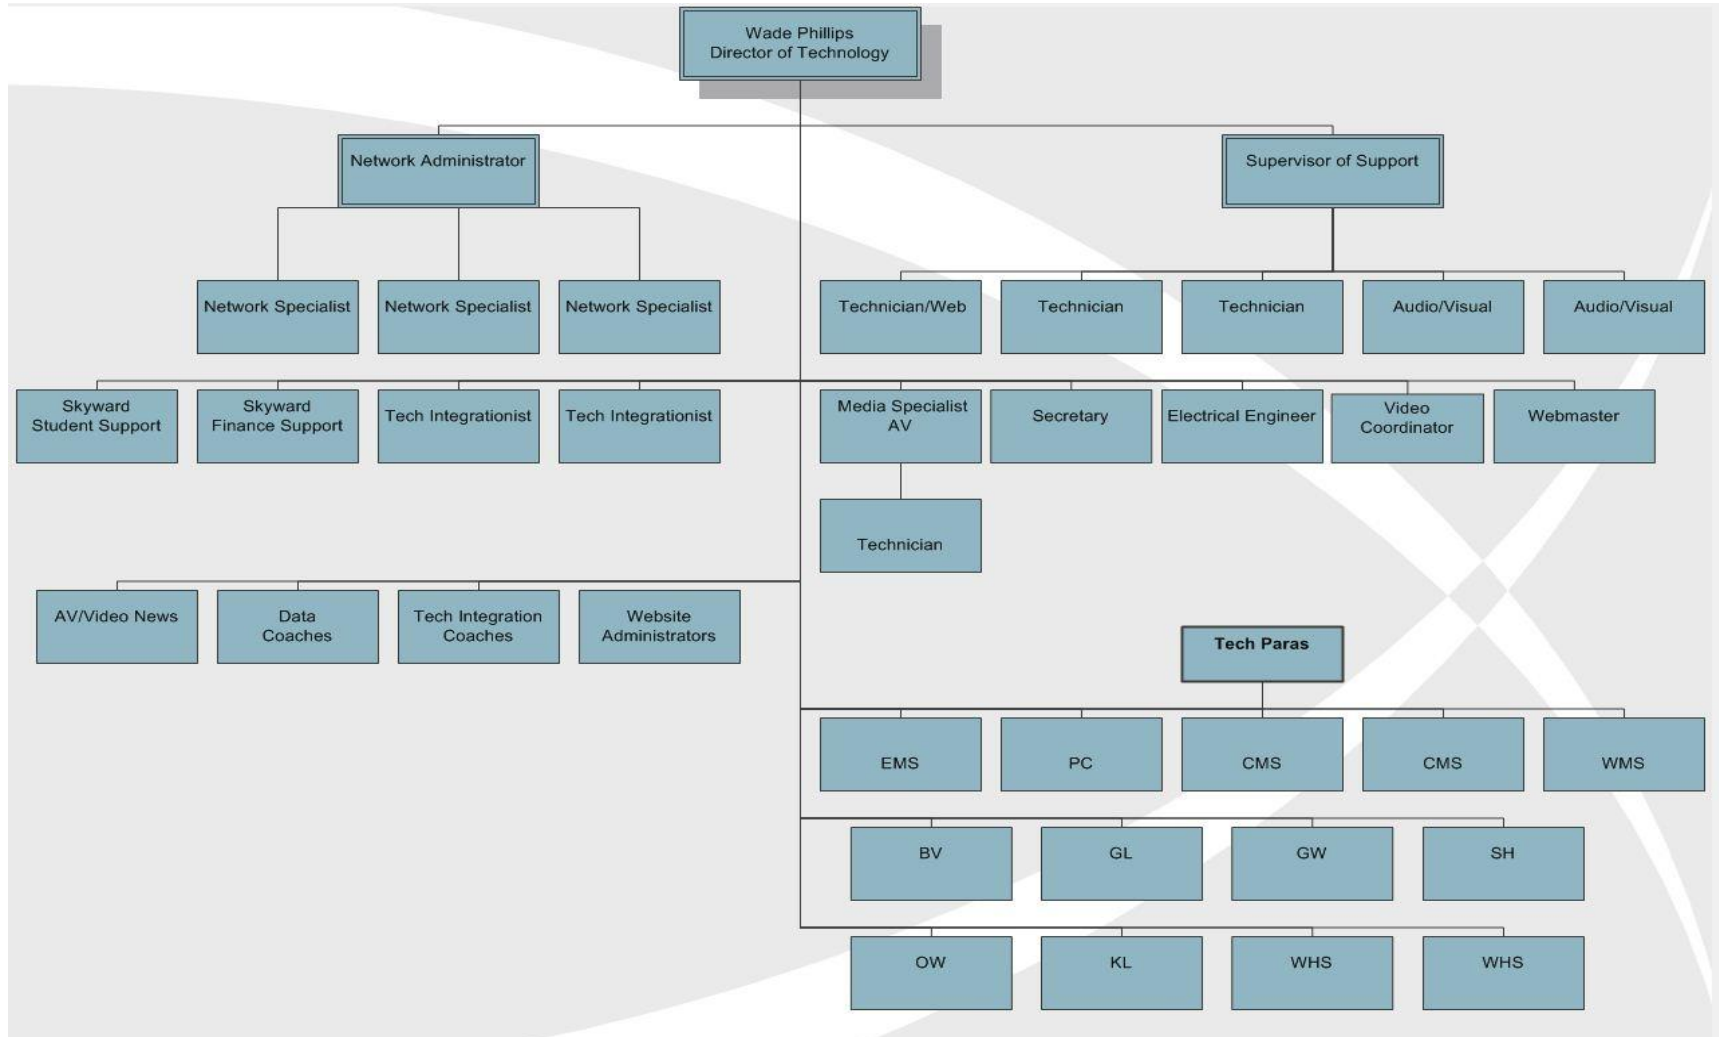 Wade Phillips
Director of Technology
Network Administrator
Supervisor of Support
Network Specialist
Network Specialist
Network Specialist
Technician/Web
Technician
Technician
Audio/Visual
Audio/Visual
Skyward
Student Support
Skyward
Finance Support
Tech Integrationist
Tech Integrationist
Media Specialist
AV
Secretary
Electrical Engineer
Video
Coordinator
Webmaster
Technician
AV/Video News
Data
Coaches
Tech Integration
Coaches
Website
Administrators
Tech Paras
EMS
PC
CMS
CMS
WMS
BV
GL
GW
SH
OW
KL
WHS
WHS